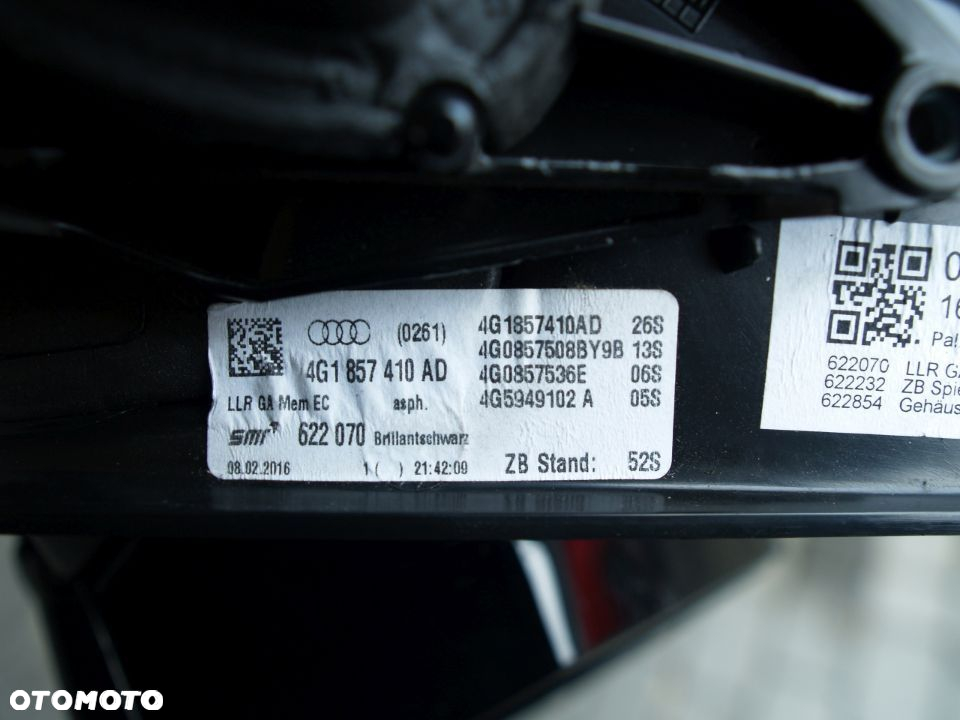 (0261)
4G1 857 410 AD
LLR GA Mem EC asph.
smr 622 070 Brillantschwarz
08.02.2016 1 ( ) 21:42:09
4G1857410AD 26S
4G0857508BY9B 13S
4G0857536E 06S
4G5949102 A 05S
ZB Stand: 52S
622070 LLR GA
622232 ZB Spie
622854 Gehäus
OTOMOTO